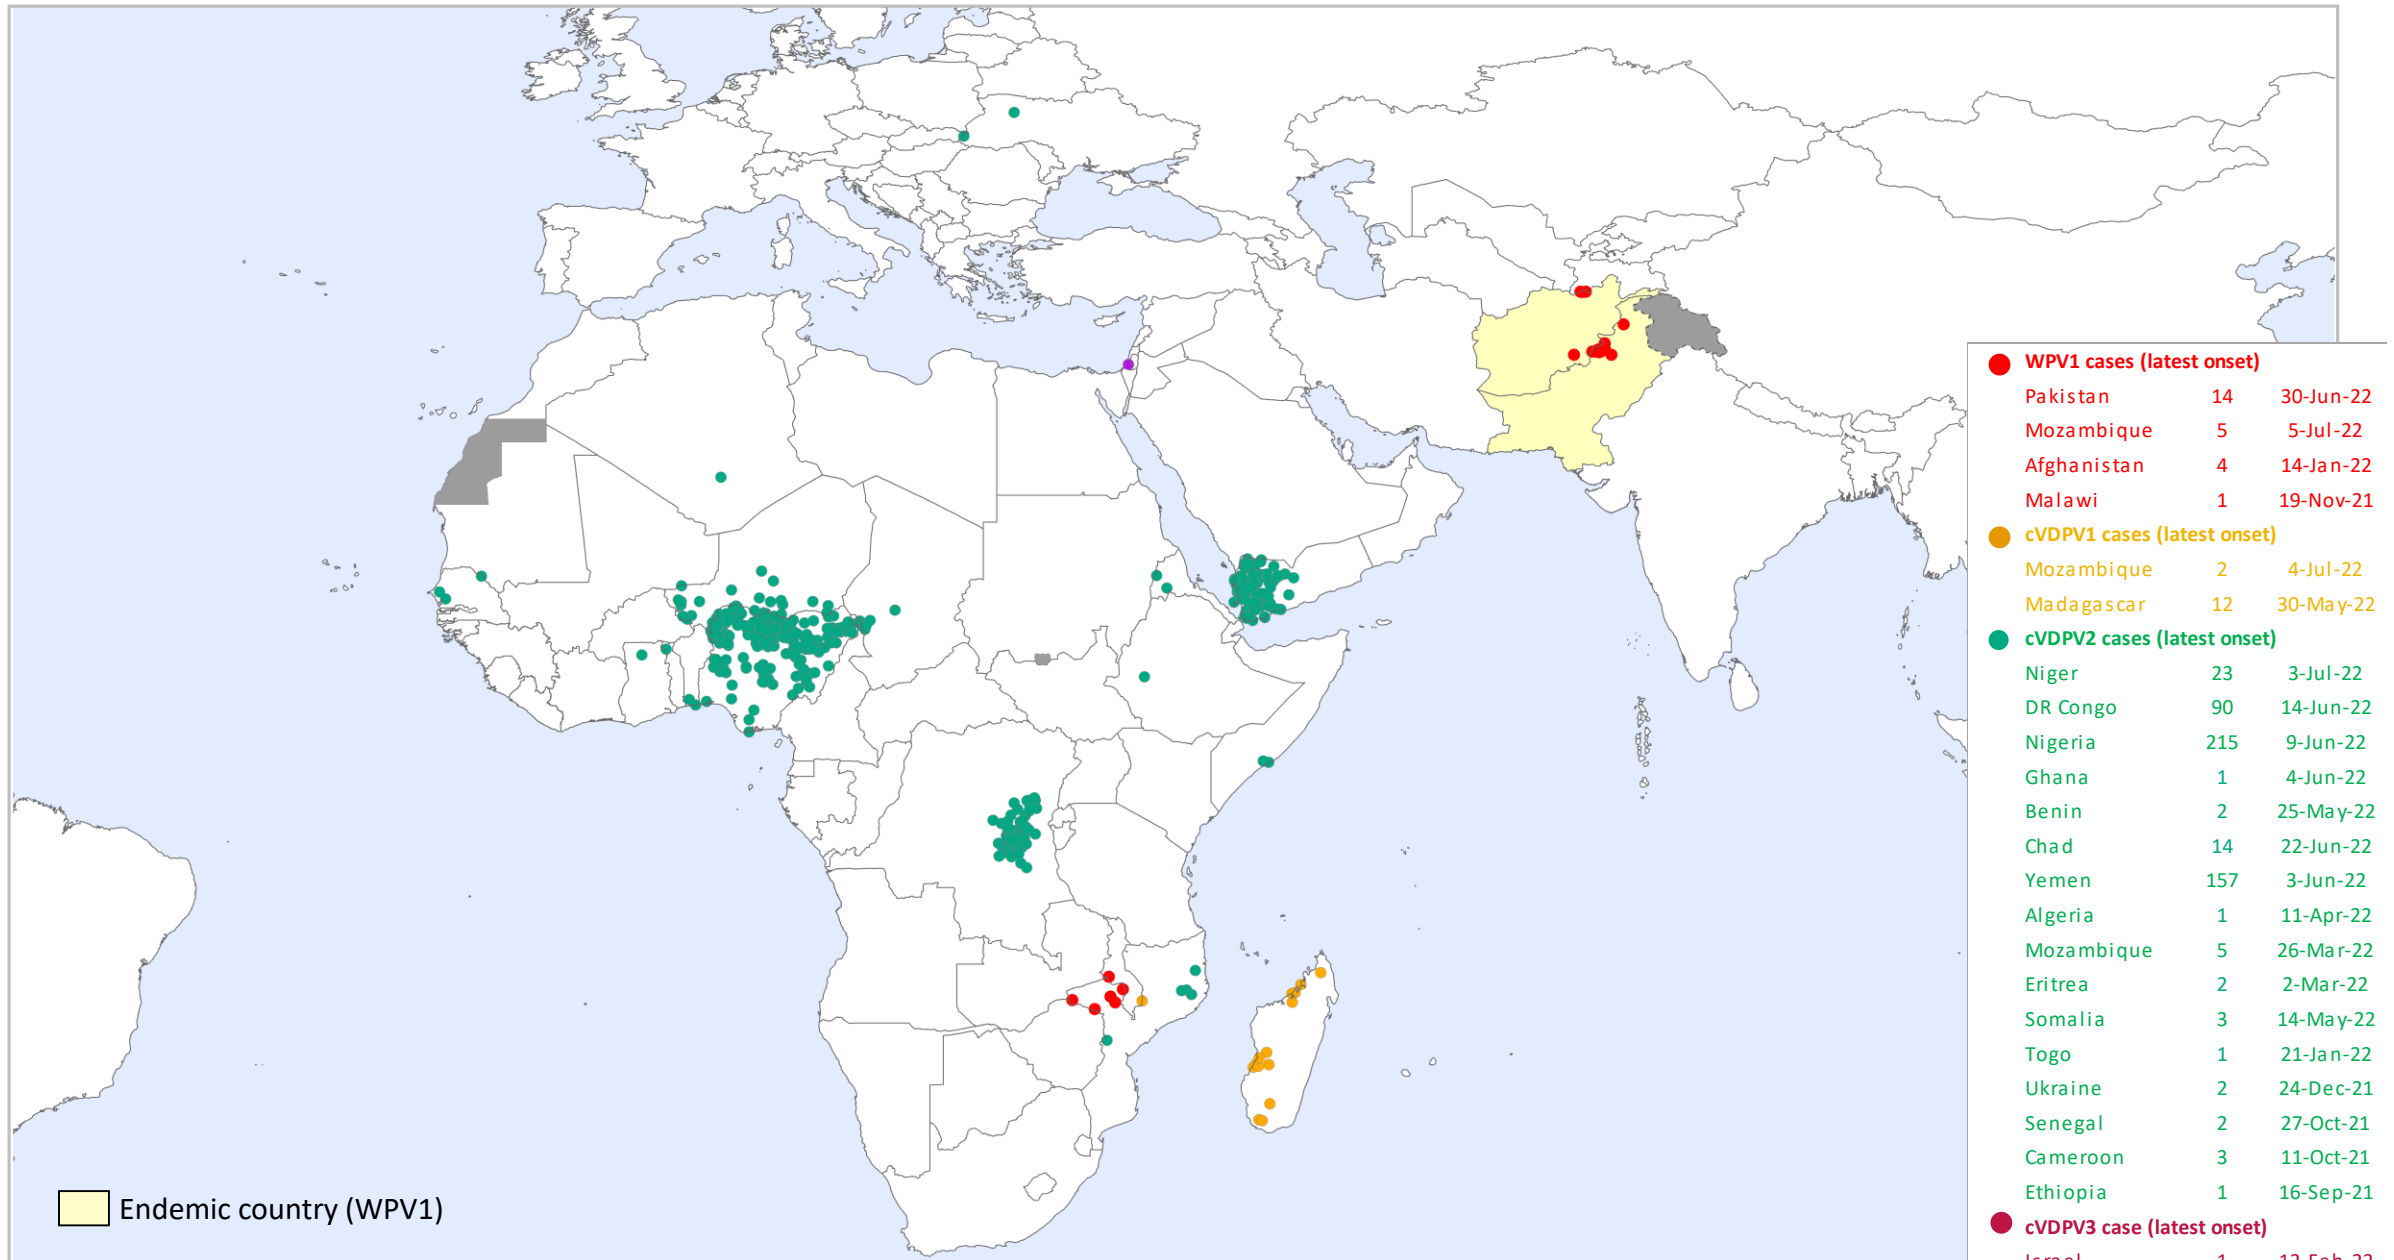 WPV1 cases (latest onset)
Pakistan 14 30-Jun-22
Mozambique 5 5-Jul-22
Afghanistan 4 14-Jan-22
Malawi 1 19-Nov-21
cVDPV1 cases (latest onset)
Mozambique 2 4-Jul-22
Madagascar 12 30-May-22
cVDPV2 cases (latest onset)
Niger 23 3-Jul-22
DR Congo 90 14-Jun-22
Nigeria 215 9-Jun-22
Ghana 1 4-Jun-22
Benin 2 25-May-22
Chad 14 22-Jun-22
Yemen 157 3-Jun-22
Algeria 1 11-Apr-22
Mozambique 5 26-Mar-22
Eritrea 2 2-Mar-22
Somalia 3 14-May-22
Togo 1 21-Jan-22
Ukraine 2 24-Dec-21
Senegal 2 27-Oct-21
Cameroon 3 11-Oct-21
Ethiopia 1 16-Sep-21
cVDPV3 case (latest onset)
Israel 1
Endemic country (WPV1)